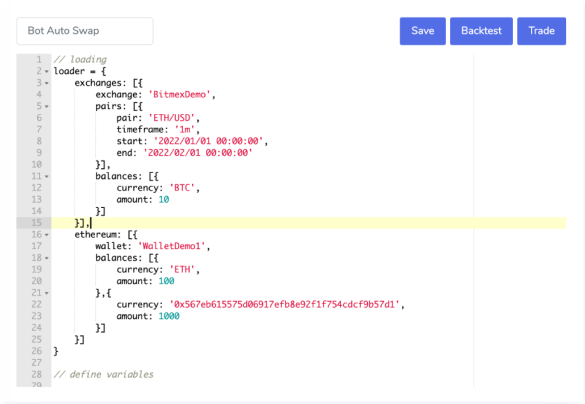 Bot Auto Swap
Save Backtest Trade
1 // loading
2 loader = {
3 exchanges: [{
4 exchange: 'BitmexDemo',
5 pairs: [{
6 pair: 'ETH/USD',
7 timeframe: '1m',
8 start: '2022/01/01 00:00:00',
9 end: '2022/02/01 00:00:00'
10 }],
11 balances: [{
12 currency: 'BTC',
13 amount: 10
14 }]
15 }],
16 ethereum: [{
17 wallet: 'WalletDemo1',
18 balances: [{
19 currency: 'ETH',
20 amount: 100
21 },{
22 currency: '0x567eb615575d06917efb8e92f1f754cdcf9b57d1',
23 amount: 1000
24 }]
25 }]
26 }
27
28 // define variables
29